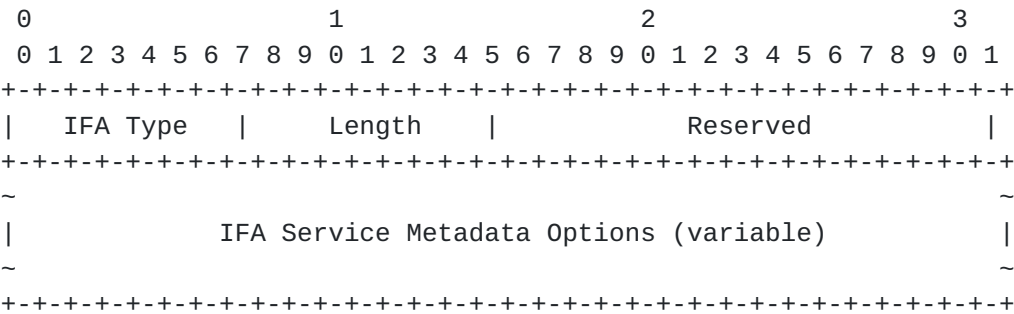 0                   1                   2                   3
 0 1 2 3 4 5 6 7 8 9 0 1 2 3 4 5 6 7 8 9 0 1 2 3 4 5 6 7 8 9 0 1
+-+-+-+-+-+-+-+-+-+-+-+-+-+-+-+-+-+-+-+-+-+-+-+-+-+-+-+-+-+-+-+-+
|   IFA Type   |     Length    |            Reserved           |
+-+-+-+-+-+-+-+-+-+-+-+-+-+-+-+-+-+-+-+-+-+-+-+-+-+-+-+-+-+-+-+-+
~                                                               ~
|             IFA Service Metadata Options (variable)           |
~                                                               ~
+-+-+-+-+-+-+-+-+-+-+-+-+-+-+-+-+-+-+-+-+-+-+-+-+-+-+-+-+-+-+-+-+